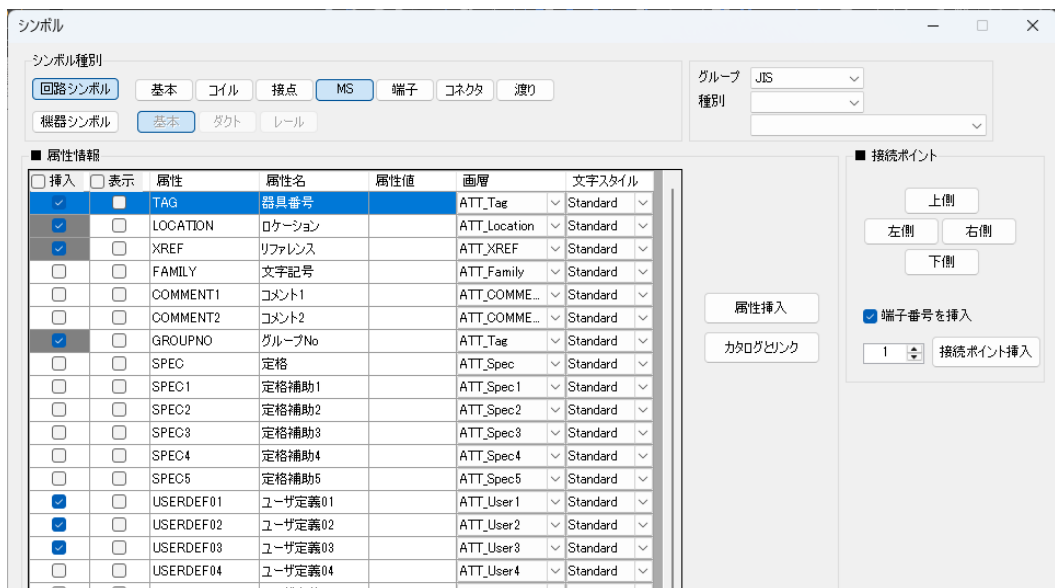 シンボル
シンボル種別
回路シンボル 基本 コイル 接点 MS 端子 コネクタ 渡り
機器シンボル 基本 ダクト レール
グループ JIS
種別
■ 属性情報
挿入 表示 属性 属性名 属性値 画層 文字スタイル
TAG 器具番号 ATT_Tag Standard
LOCATION ロケーション ATT_Location Standard
XREF リファレンス ATT_XREF Standard
FAMILY 文字記号 ATT_Family Standard
COMMENT1 コメント1 ATT_COMME... Standard
COMMENT2 コメント2 ATT_COMME... Standard
GROUPNO グループNo ATT_Tag Standard
SPEC 定格 ATT_Spec Standard
SPEC1 定格補助1 ATT_Spec1 Standard
SPEC2 定格補助2 ATT_Spec2 Standard
SPEC3 定格補助3 ATT_Spec3 Standard
SPEC4 定格補助4 ATT_Spec4 Standard
SPEC5 定格補助5 ATT_Spec5 Standard
USERDEF01 ユーザ定義01 ATT_User1 Standard
USERDEF02 ユーザ定義02 ATT_User2 Standard
USERDEF03 ユーザ定義03 ATT_User3 Standard
USERDEF04 ユーザ定義04 ATT_User4 Standard
属性挿入
カタログとリンク
■ 接続ポイント
上側
左側 右側
下側
端子番号を挿入
1 接続ポイント挿入